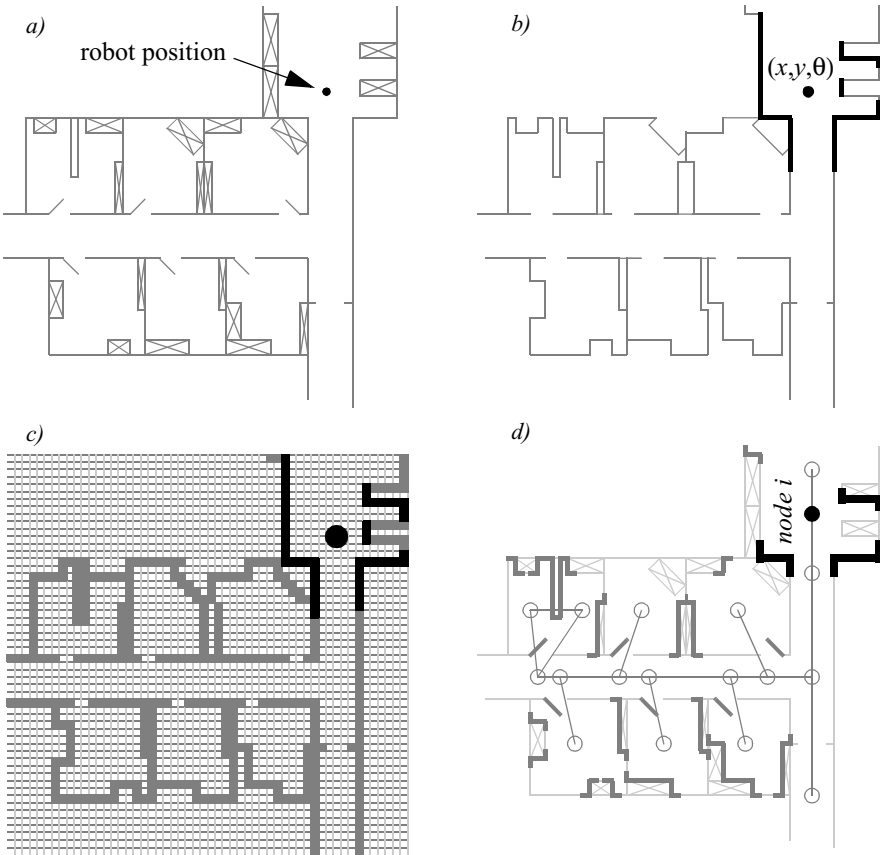 a)
robot position
b)
(x,y,θ)
c)
d)
node i